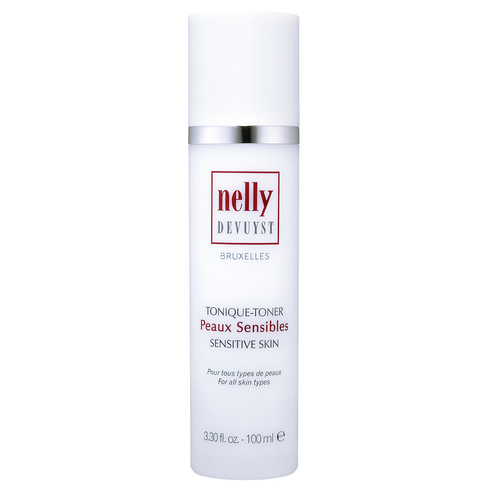 nelly
DEVUYST
BRUXELLES
TONIQUE-TONER
Peaux Sensibles
SENSITIVE SKIN
Pour tous types de peaux
For all skin types
3.30 fl. oz. - 100 ml ℮